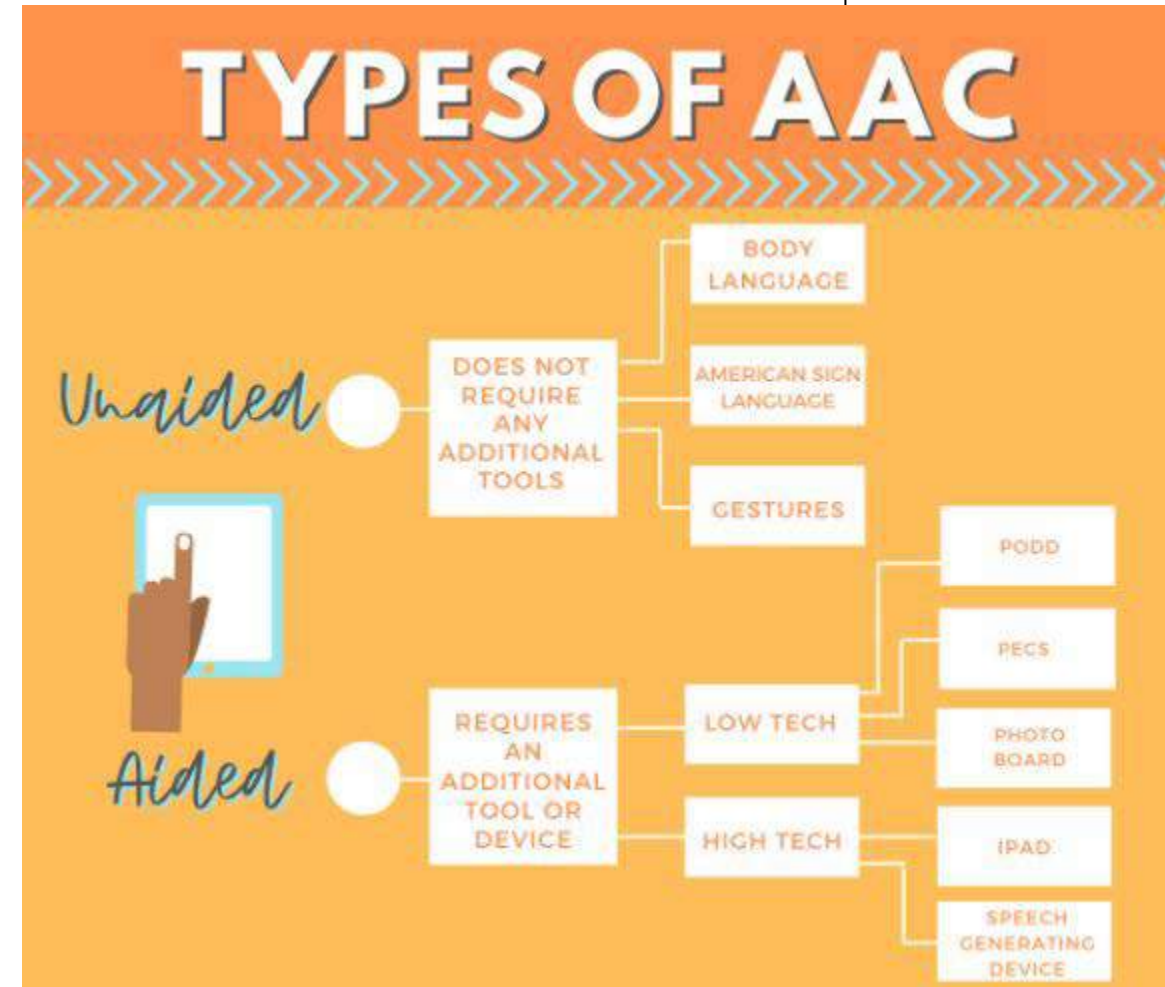 TYPES OF AAC
Unaided
DOES NOT
REQUIRE
ANY
ADDITIONAL
TOOLS
BODY
LANGUAGE
AMERICAN SIGN
LANGUAGE
GESTURES
Aided
REQUIRES
AN
ADDITIONAL
TOOL OR
DEVICE
LOW TECH
PODD
PECS
PHOTO
BOARD
HIGH TECH
IPAD
SPEECH
GENERATING
DEVICE